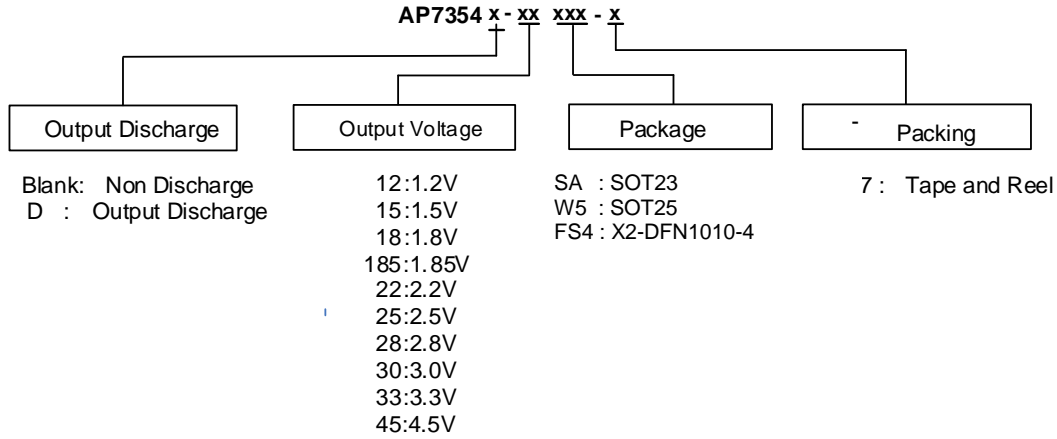 AP7354 x - xx xxx - x
Output Discharge
Output Voltage
Package
- Packing
Blank: Non Discharge
D : Output Discharge
12:1.2V
15:1.5V
18:1.8V
185:1.85V
22:2.2V
25:2.5V
28:2.8V
30:3.0V
33:3.3V
45:4.5V
SA : SOT23
W5 : SOT25
FS4 : X2-DFN1010-4
7 : Tape and Reel